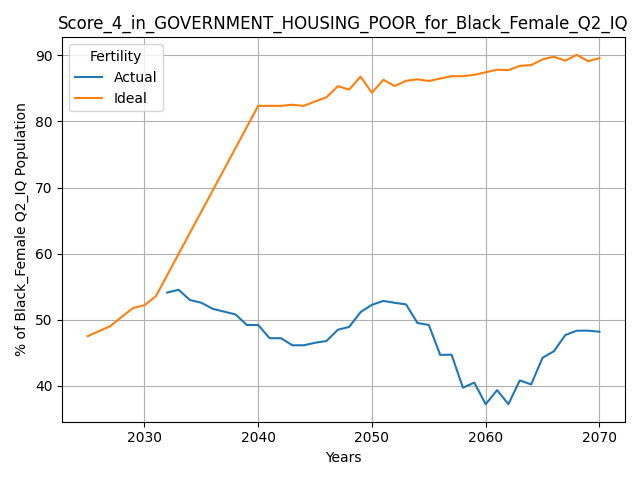 Score_4_in_GOVERNMENT_HOUSING_POOR_for_Black_Female_Q2_IQ
Fertility
Actual
Ideal
% of Black_Female Q2_IQ Population
90
80
70
60
50
40
2030
2040
2050
2060
2070
Years